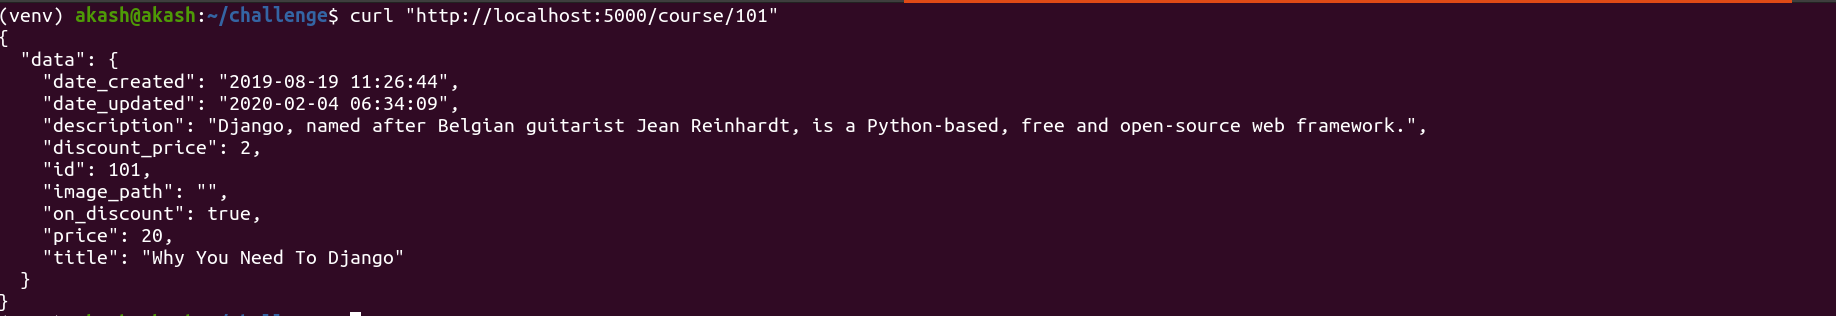 (venv) akash@akash:~/challenge$ curl "http://localhost:5000/course/101"
{
  "data": {
    "date_created": "2019-08-19 11:26:44",
    "date_updated": "2020-02-04 06:34:09",
    "description": "Django, named after Belgian guitarist Jean Reinhardt, is a Python-based, free and open-source web framework.",
    "discount_price": 2,
    "id": 101,
    "image_path": "",
    "on_discount": true,
    "price": 20,
    "title": "Why You Need To Django"
  }
}